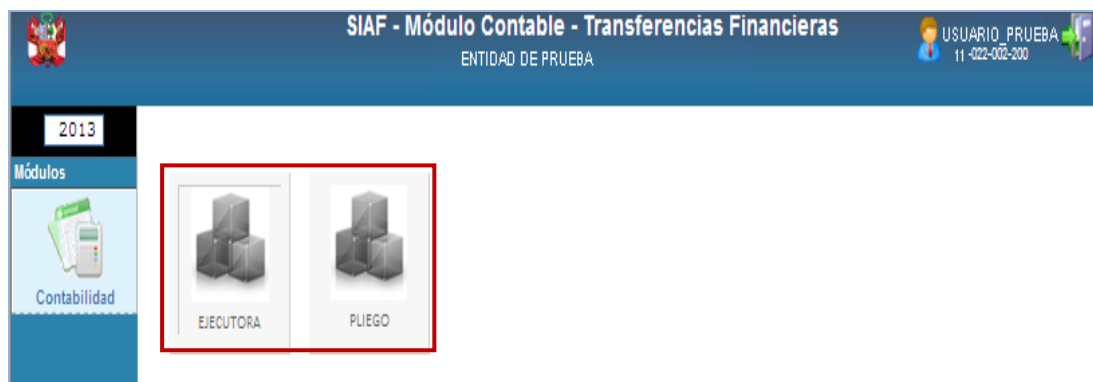 SIAF - Módulo Contable - Transferencias Financieras
ENTIDAD DE PRUEBA
USUARIO_PRUEBA
11-022-002-200
2013
Módulos
Contabilidad
EJECUTORA
PLIEGO